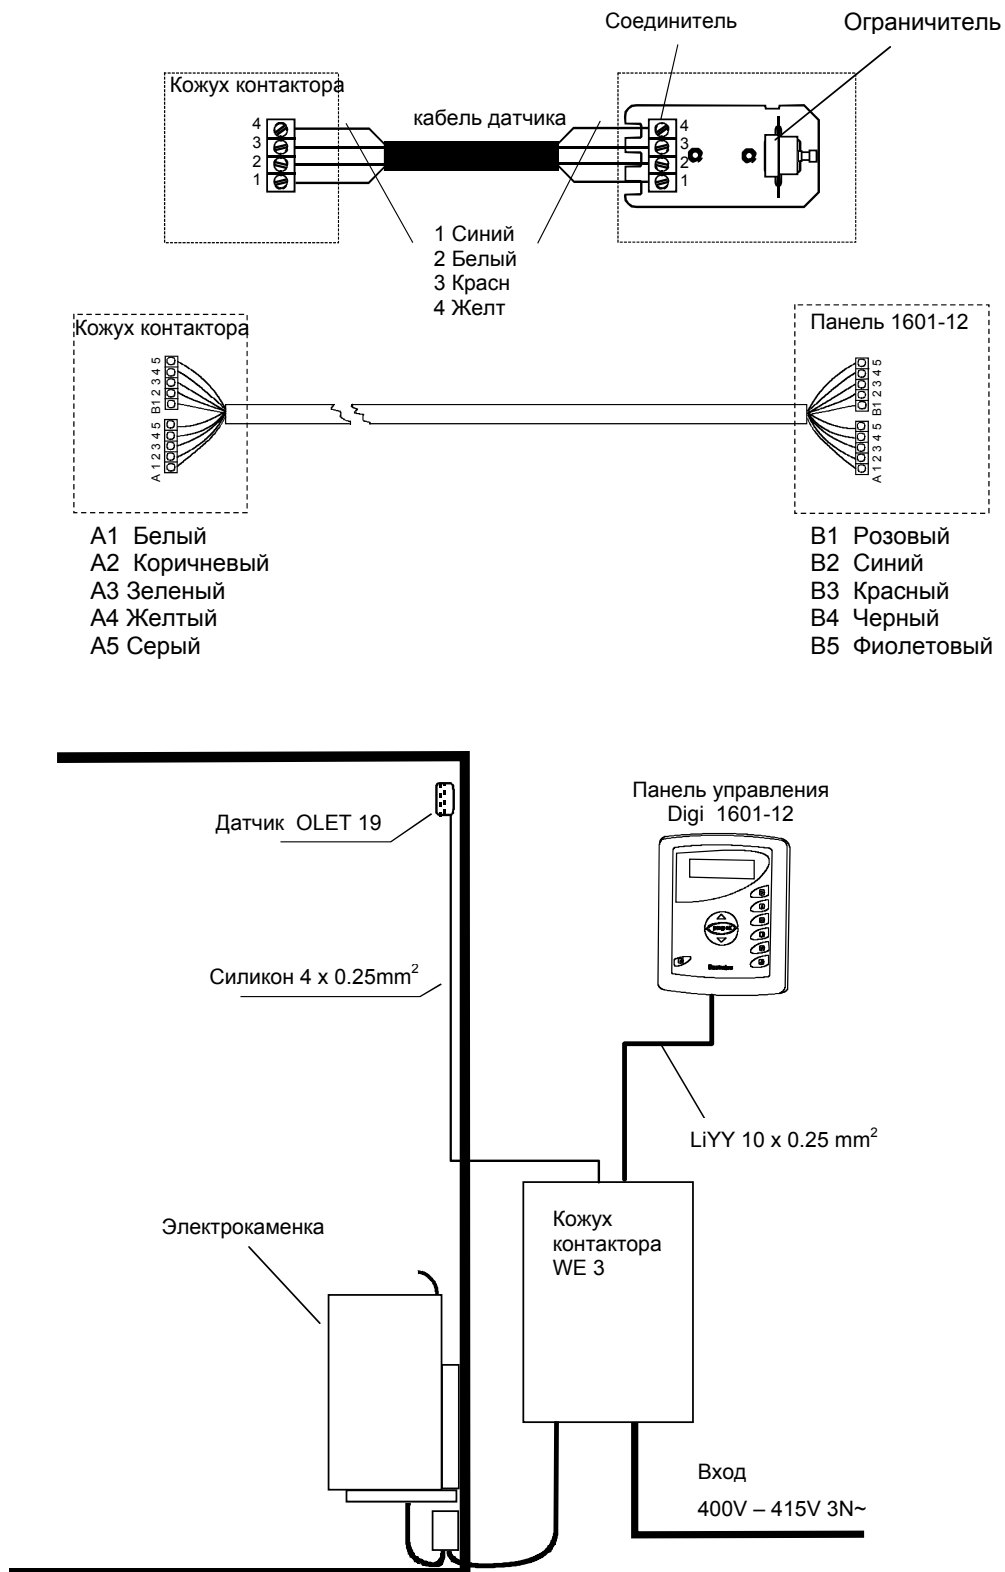 Соединитель
Ограничитель
Кожух контактора
кабель датчика
4
3
2
1
4
3
2
1
1 Синий
2 Белый
3 Красн
4 Желт
Кожух контактора
Панель 1601-12
B1 2 3 4 5
A 1 2 3 4 5
B1 2 3 4 5
A 1 2 3 4 5
A1 Белый
A2 Коричневый
A3 Зеленый
A4 Желтый
A5 Серый
B1 Розовый
B2 Синий
B3 Красный
B4 Черный
B5 Фиолетовый
Панель управления
Digi 1601-12
Датчик OLET 19
Силикон 4 x 0.25mm²
LiYY 10 x 0.25 mm²
Электрокаменка
Кожух
контактора
WE 3
Вход
400V – 415V 3N~